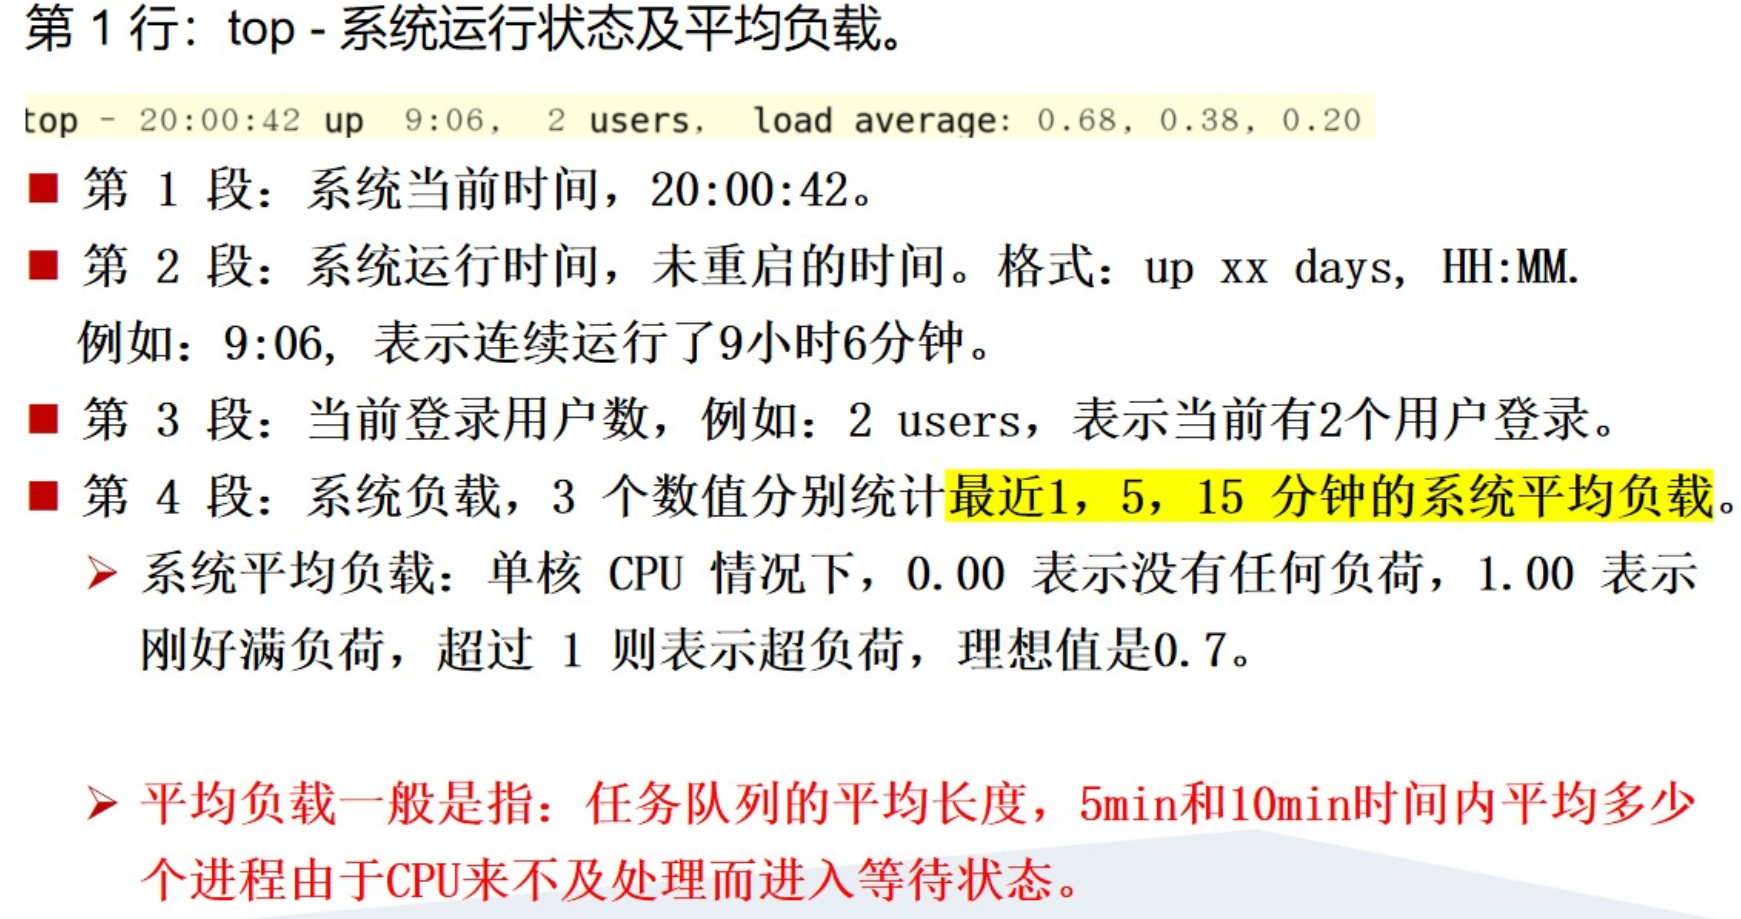 第 1 行：top - 系统运行状态及平均负载。
top - 20:00:42 up 9:06, 2 users, load average: 0.68, 0.38, 0.20
■ 第 1 段：系统当前时间，20:00:42。
■ 第 2 段：系统运行时间，未重启的时间。格式：up xx days, HH:MM.
例如：9:06, 表示连续运行了9小时6分钟。
■ 第 3 段：当前登录用户数，例如：2 users，表示当前有2个用户登录。
■ 第 4 段：系统负载，3 个数值分别统计最近1，5，15 分钟的系统平均负载。
➢ 系统平均负载：单核 CPU 情况下，0.00 表示没有任何负荷，1.00 表示
刚好满负荷，超过 1 则表示超负荷，理想值是0.7。
➢ 平均负载一般是指：任务队列的平均长度，5min和10min时间内平均多少
个进程由于CPU来不及处理而进入等待状态。